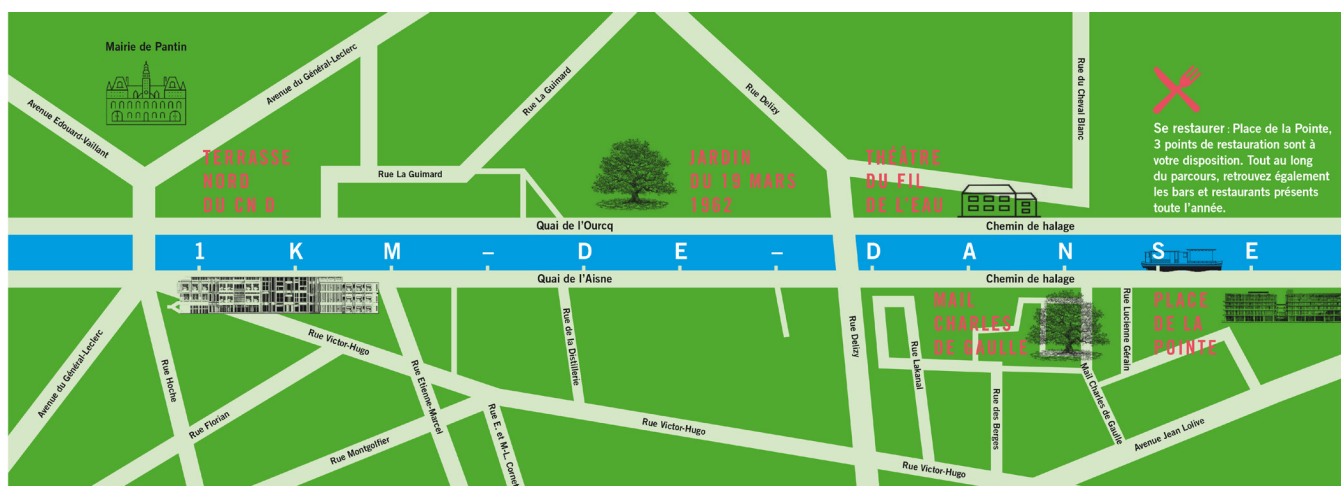 Mairie de Pantin
Avenue Edouard-Vaillant
Avenue du Général-Leclerc
TERRASSE
NORD
DU CN D
Rue La Guimard
Rue La Guimard
JARDIN
DU 19 MARS
1962
Rue Delizy
THÉÂTRE
DU FIL
DE L'EAU
Rue du Cheval Blanc
Se restaurer : Place de la Pointe,
3 points de restauration sont à
votre disposition. Tout au long
du parcours, retrouvez également
les bars et restaurants présents
toute l'année.
Quai de l'Ourcq
Chemin de halage
1 K M – D E – D A N S E
Quai de l'Aisne
Chemin de halage
Avenue du Général-Leclerc
Rue Hoche
Rue Victor-Hugo
Rue Florian
Rue Etienne-Marcel
Rue Montgolfier
Rue E. et M-L. Cornet
Rue de la Distillerie
Rue Victor-Hugo
Rue Delizy
Rue Lakanal
MAIL
CHARLES
DE GAULLE
Rue des Berges
Rue Victor-Hugo
Mail Charles de Gaulle
Rue Lucienne Gérain
PLACE
DE LA
POINTE
Avenue Jean Lolive